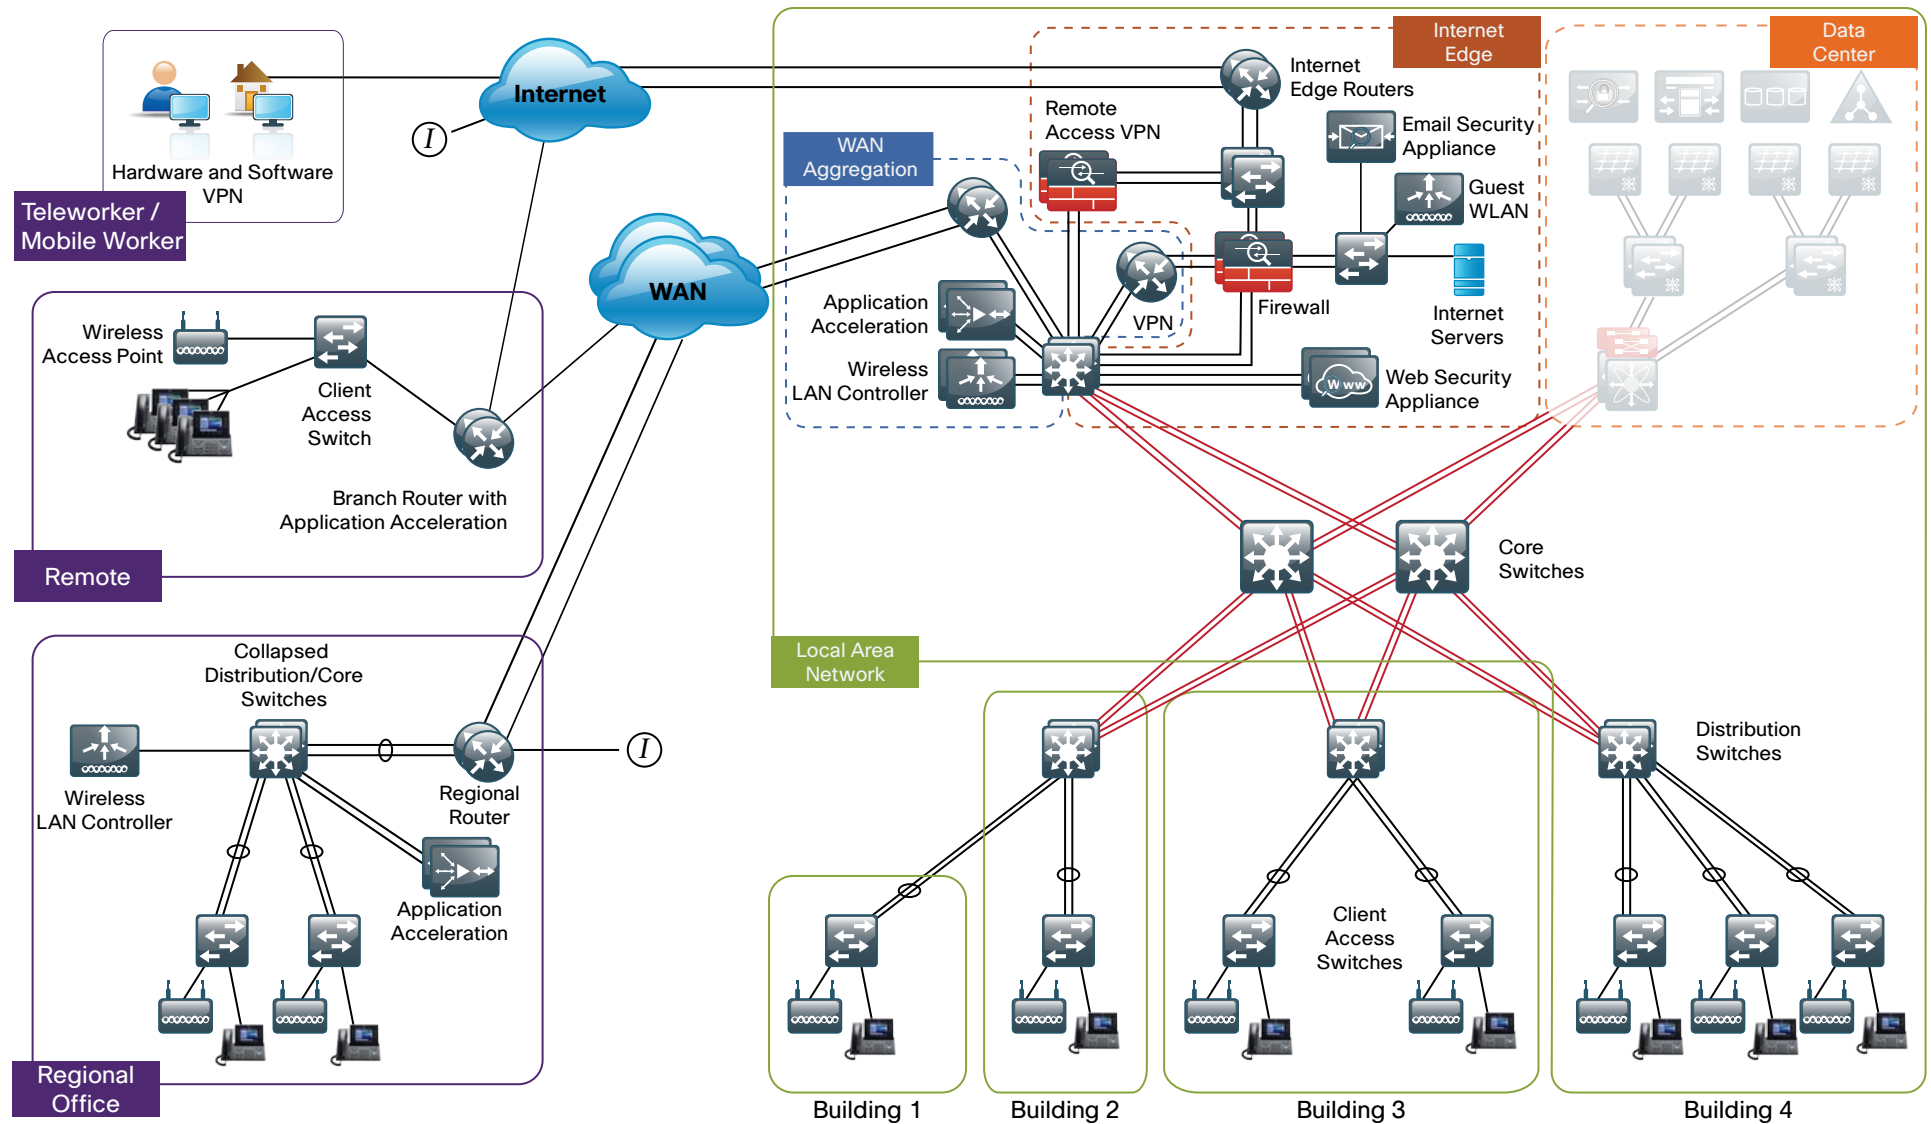 Internet
Edge
Data
Center
Internet
Internet
Edge Routers
Remote
Access VPN
Email Security
Appliance
WAN
Aggregation
Hardware and Software
VPN
Guest
WLAN
Teleworker /
Mobile Worker
I
WAN
Application
Acceleration
VPN
Firewall
Internet
Servers
Wireless
Access Point
Client
Access
Switch
Wireless
LAN Controller
Www
Web Security
Appliance
Branch Router with
Application Acceleration
Core
Switches
Remote
Collapsed
Distribution/Core
Switches
Local Area
Network
Distribution
Switches
I
Wireless
LAN Controller
Regional
Router
Application
Acceleration
Client
Access
Switches
Regional
Office
Building 1
Building 2
Building 3
Building 4